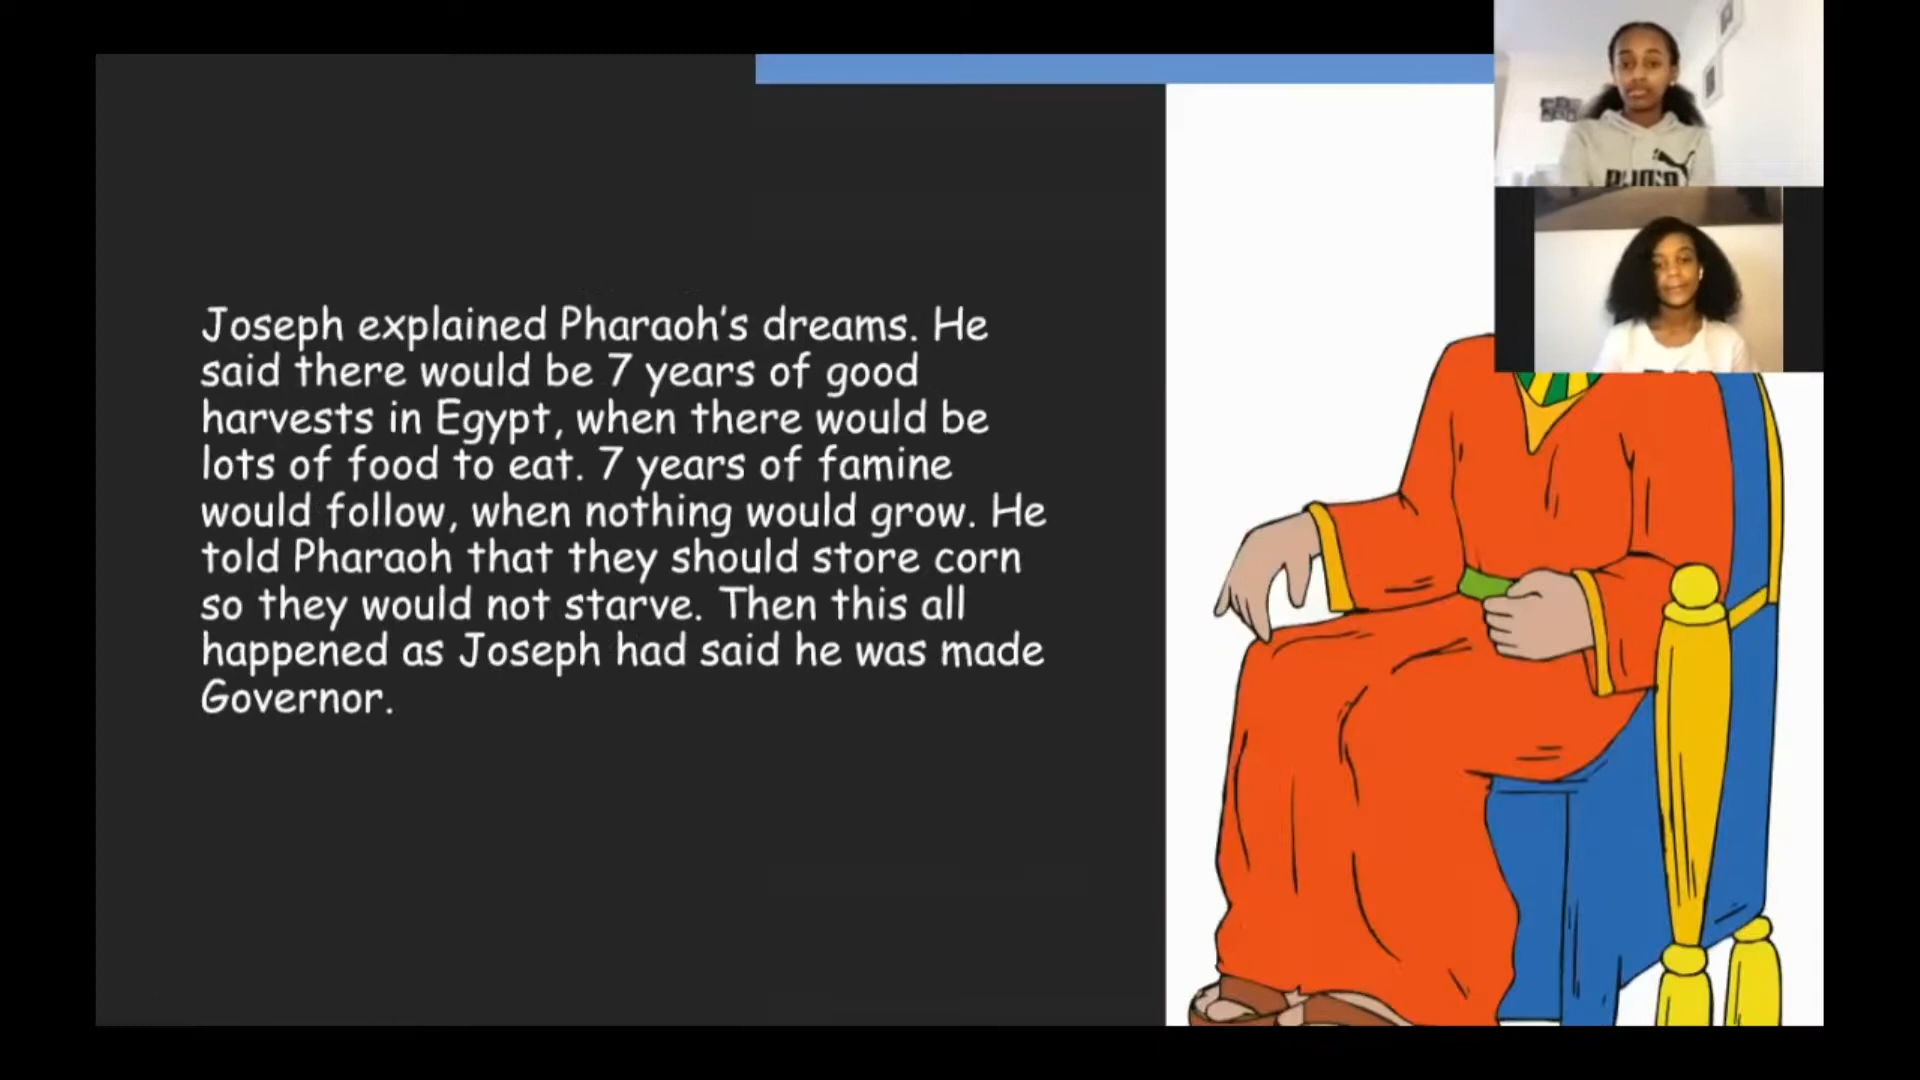 Joseph explained Pharaoh's dreams. He
said there would be 7 years of good
harvests in Egypt, when there would be
lots of food to eat. 7 years of famine
would follow, when nothing would grow. He
told Pharaoh that they should store corn
so they would not starve. Then this all
happened as Joseph had said he was made
Governor.
PUMA